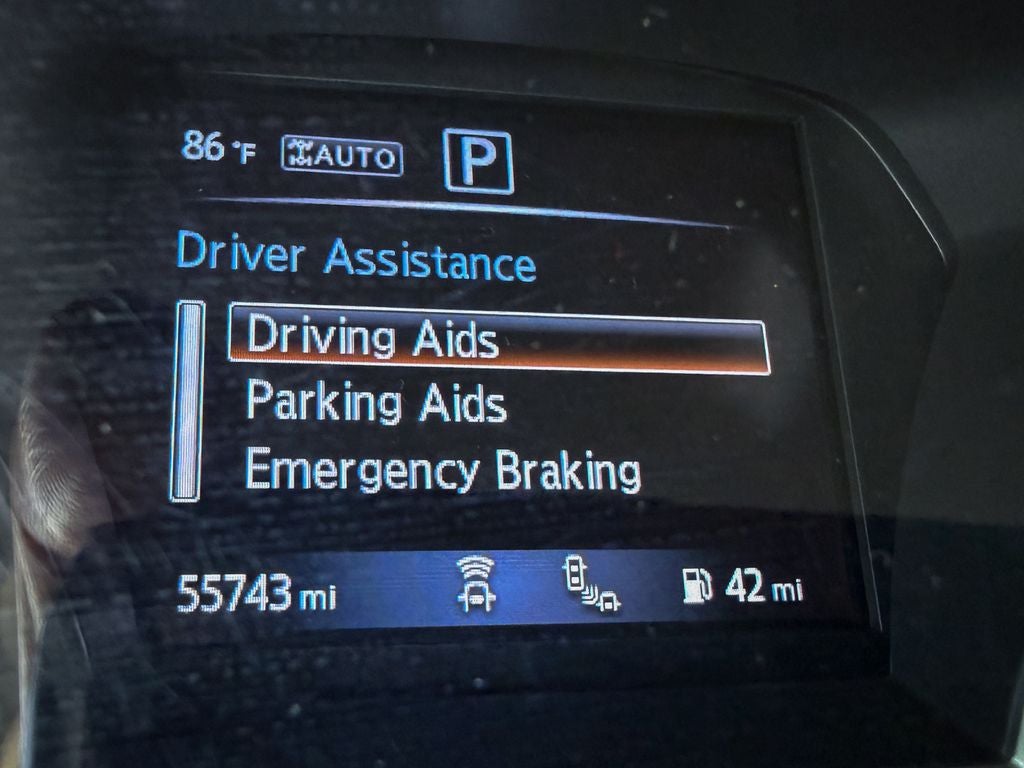 86 °F AUTO P
Driver Assistance
Driving Aids
Parking Aids
Emergency Braking
55743 mi 42 mi